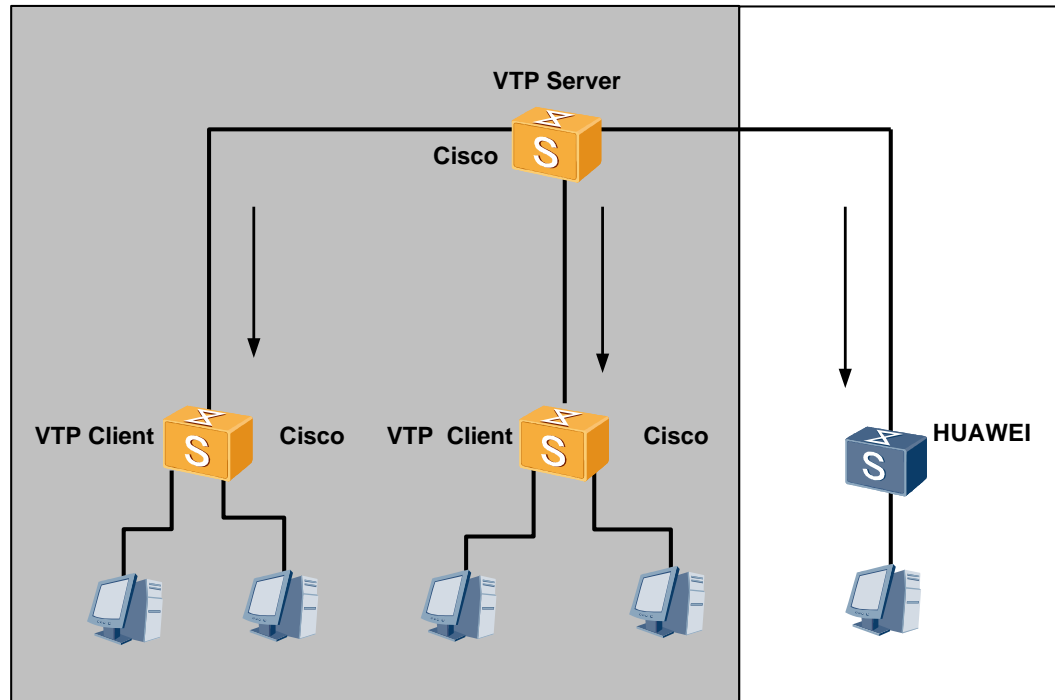 VTP Server
Cisco
S
VTP Client
S
Cisco
VTP  Client
S
Cisco
S
HUAWEI